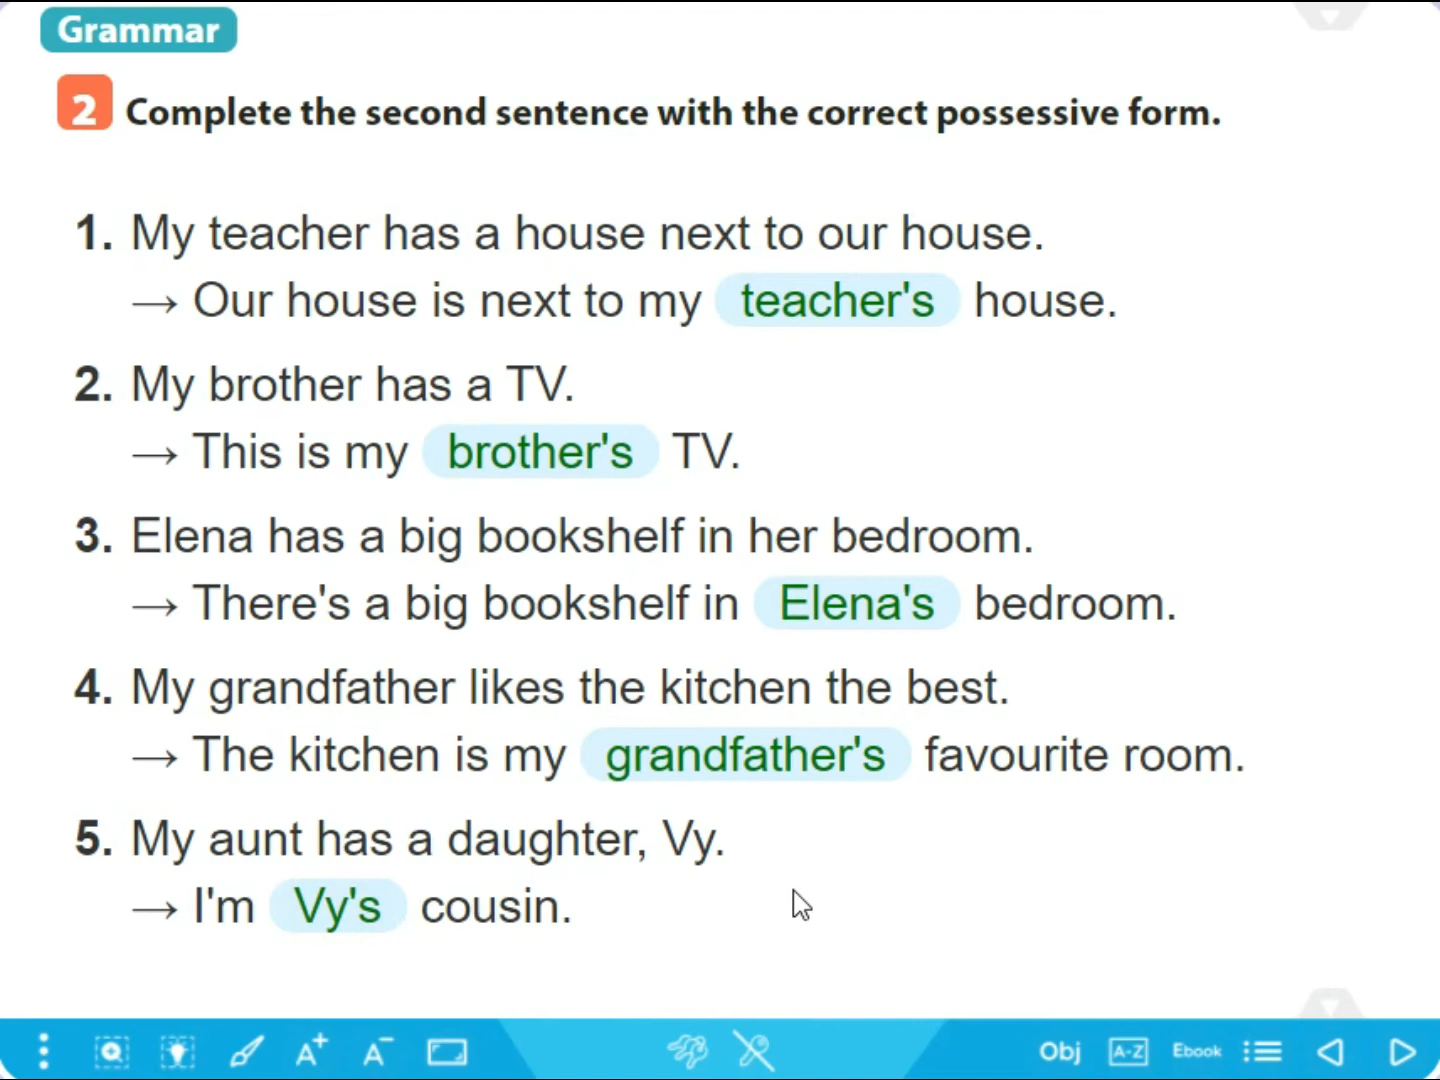 Grammar
2 Complete the second sentence with the correct possessive form.
1. My teacher has a house next to our house.
→ Our house is next to my teacher's house.
2. My brother has a TV.
→ This is my brother's TV.
3. Elena has a big bookshelf in her bedroom.
→ There's a big bookshelf in Elena's bedroom.
4. My grandfather likes the kitchen the best.
→ The kitchen is my grandfather's favourite room.
5. My aunt has a daughter, Vy.
→ I'm Vy's cousin.
A+ A- Obj A-Z Ebook